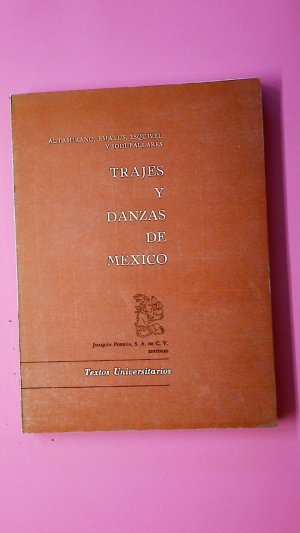 ALTAMIRANO, EMATUS, ESQUIVEL
Y SODI PALLARES
TRAJES
Y
DANZAS
DE
MEXICO
JOAQUÍN PORRÚA, S. A. DE C. V.
EDITORES
Textos Universitarios